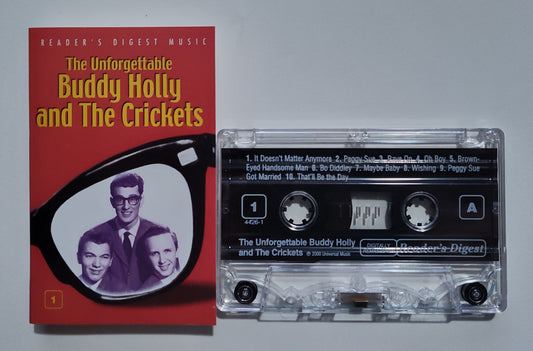 READER'S DIGEST MUSIC
The Unforgettable
Buddy Holly
and The Crickets
1
1. It Doesn't Matter Anymore 2. Peggy Sue 3. Rave On 4. Oh Boy 5. Brown-
Eyed Handsome Man 6. Bo Diddley 7. Maybe Baby 8. Wishing 9. Peggy Sue
Got Married 10. That'll Be the Day
1
4426-1
A
The Unforgettable Buddy Holly
and The Crickets ℗ 2000 Universal Music
DIGITALLY
Reader's Digest